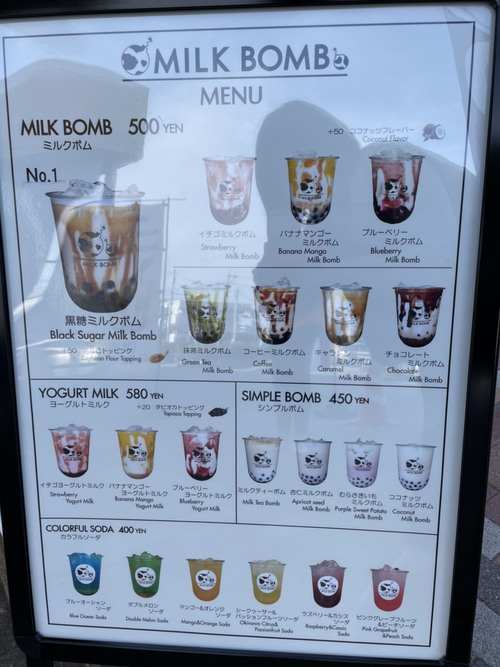 MILK BOMB
MENU
MILK BOMB 500 YEN
ミルクボム
+50 ココナッツフレーバー
Coconut Flavor
No.1
MILK BOMB
黒糖ミルクボム
Black Sugar Milk Bomb
トッピング
Flour Topping
イチゴミルクボム
Strawberry
Milk Bomb
バナナマンゴー
ミルクボム
Banana Mango
Milk Bomb
ブルーベリー
ミルクボム
Blueberry
Milk Bomb
抹茶ミルクボム
Green Tea
Milk Bomb
コーヒーミルクボム
Coffee
Milk Bomb
キャラメル
ミルクボム
Caramel
Milk Bomb
チョコレート
ミルクボム
Chocolate
Milk Bomb
YOGURT MILK 580 YEN
ヨーグルトミルク
+20 タピオカトッピング
Tapioca Topping
イチゴヨーグルトミルク
Strawberry
Yogurt Milk
バナナマンゴー
ヨーグルトミルク
Banana Mango
Yogurt Milk
ブルーベリー
ヨーグルトミルク
Blueberry
Yogurt Milk
SIMPLE BOMB 450 YEN
シンプルボム
ミルクティーボム
Milk Tea Bomb
杏仁ミルクボム
Apricot seed
Milk Bomb
むらさきいも
ミルクボム
Purple Sweet Potato
Milk Bomb
ココナッツ
ミルクボム
Coconut
Milk Bomb
COLORFUL SODA 400 YEN
カラフルソーダ
ブルーオーシャン
ソーダ
Blue Ocean Soda
ダブルメロン
ソーダ
Double Melon Soda
マンゴー&オレンジ
ソーダ
Mango&Orange Soda
シークヮーサー&
パッションフルーツソーダ
Okinawa Citrus&
Passionfruit Soda
ラズベリー&カシス
ソーダ
Raspberry&Cassis
Soda
ピンクグレープフルーツ
&ピーチソーダ
Pink Grapefruit
&Peach Soda